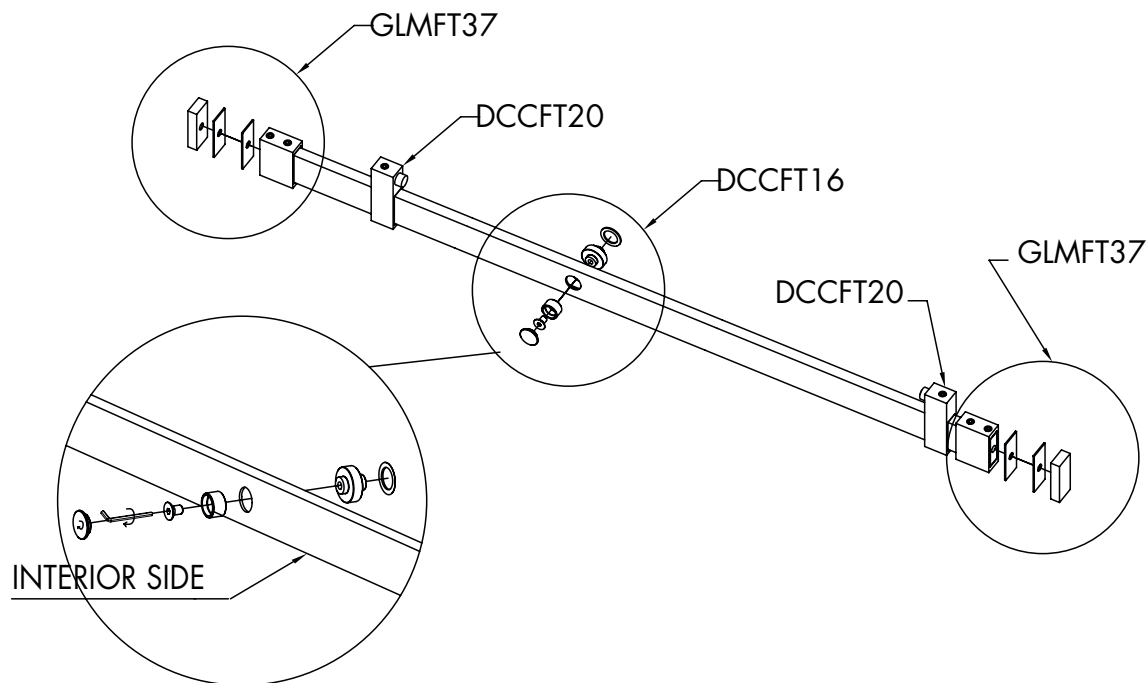 GLMFT37
DCCFT20
DCCFT16
GLMFT37
DCCFT20
INTERIOR SIDE